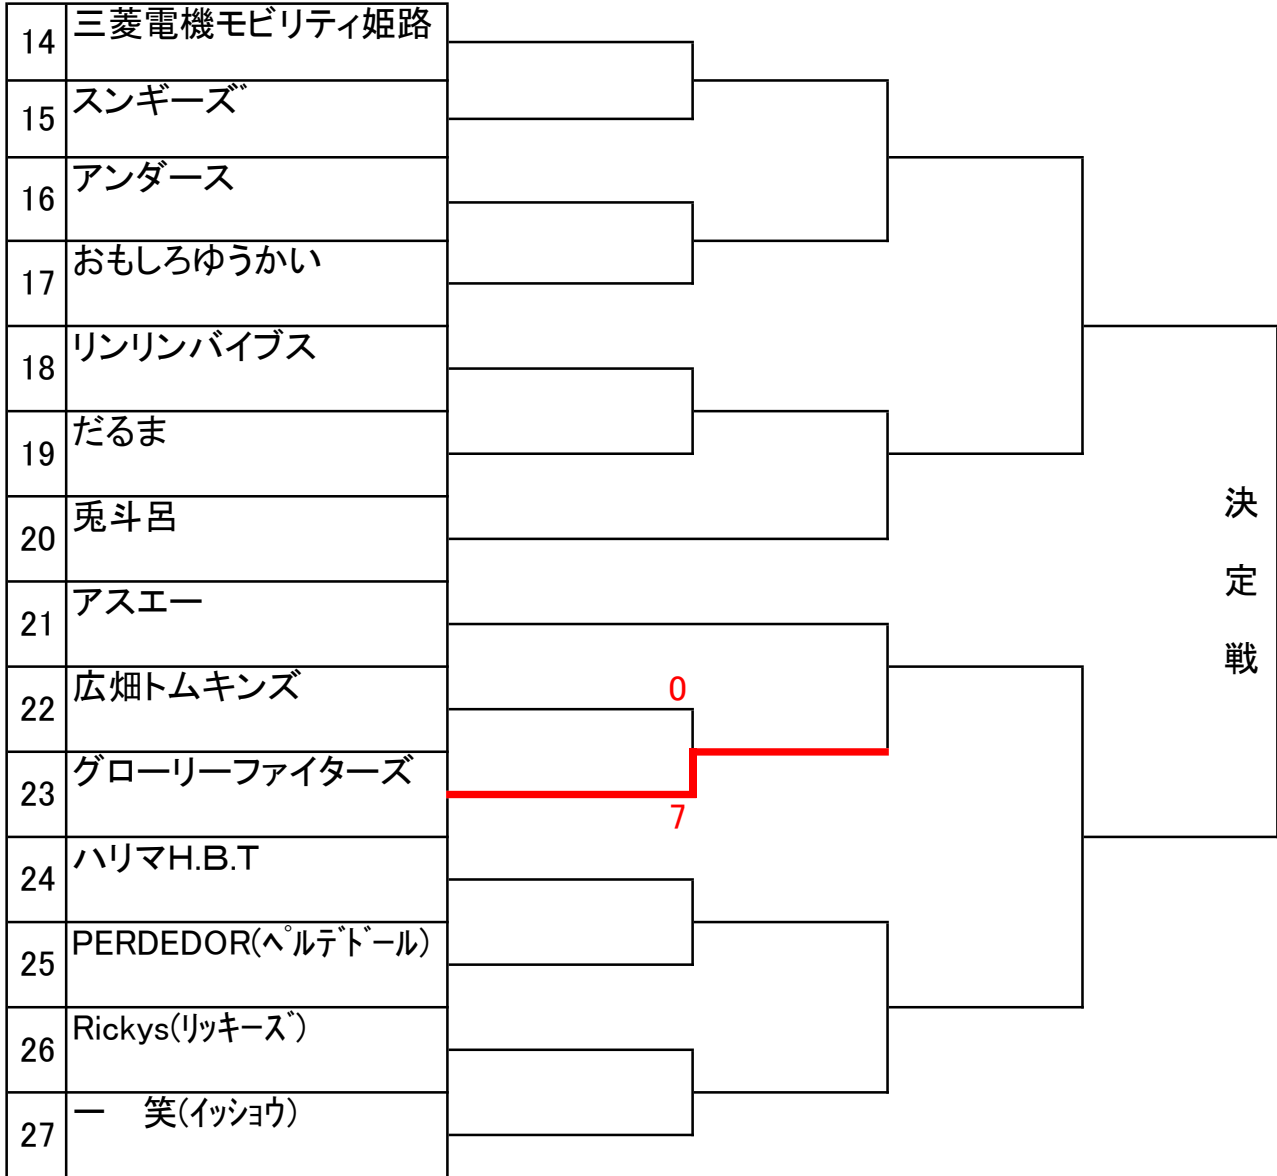 14 三菱電機モビリティ姫路
15 スンギーズ
16 アンダース
17 おもしろゆうかい
18 リンリンバイブス
19 だるま
20 兎斗呂
21 アスエー
22 広畑トムキンズ
0
23 グローリーファイターズ
7
24 ハリマH.B.T
25 PERDEDOR(ﾍﾟﾙﾃﾞﾄﾞｰﾙ)
26 Rickys(ﾘｯｷｰｽﾞ)
27 一　笑(ｲｯｼｮｳ)
決
定
戦